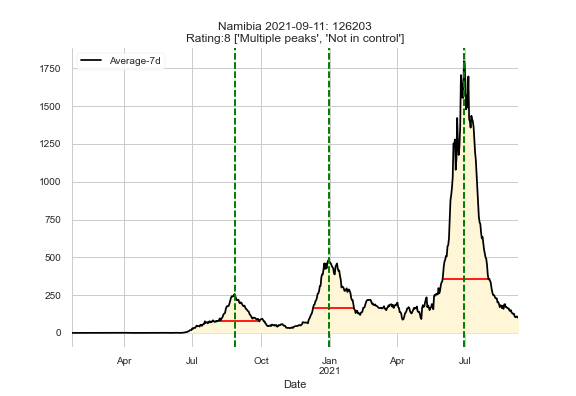 Namibia 2021-09-11: 126203
Rating:8 ['Multiple peaks', 'Not in control']
Average-7d
1750
1500
1250
1000
750
500
250
0
Apr
Jul
Oct
Jan
2021
Apr
Jul
Date